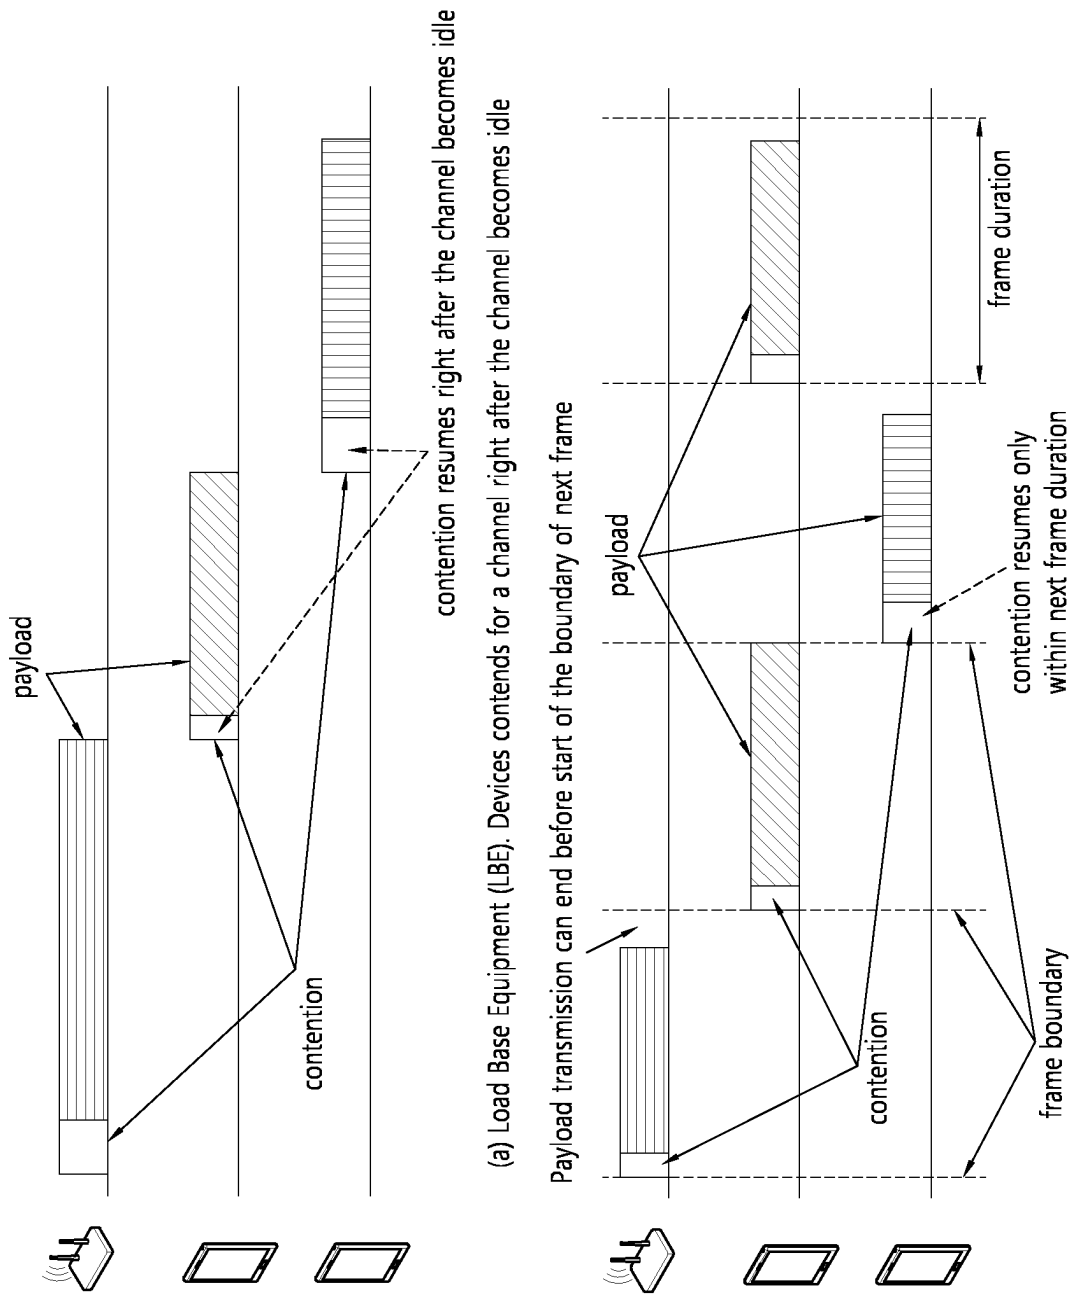 payload
contention
contention resumes right after the channel becomes idle
(a) Load Base Equipment (LBE). Devices contends for a channel right after the channel becomes idle
Payload transmission can end before start of the boundary of next frame
payload
contention
frame duration
contention resumes only
within next frame duration
frame boundary